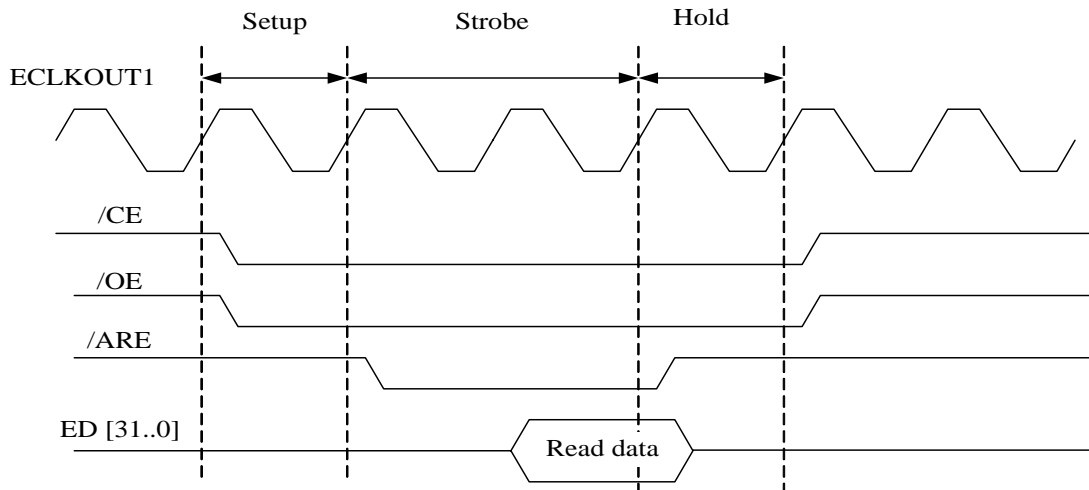 Setup Strobe Hold
ECLKOUT1
/CE
/OE
/ARE
ED [31..0]
Read data